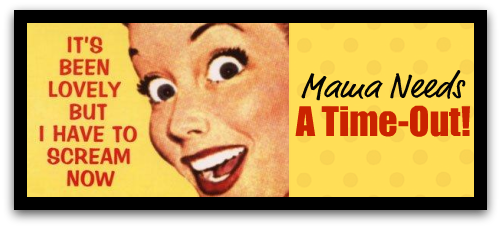 IT'S
BEEN
LOVELY
BUT
I HAVE TO
SCREAM
NOW
Mama Needs
A Time-Out!